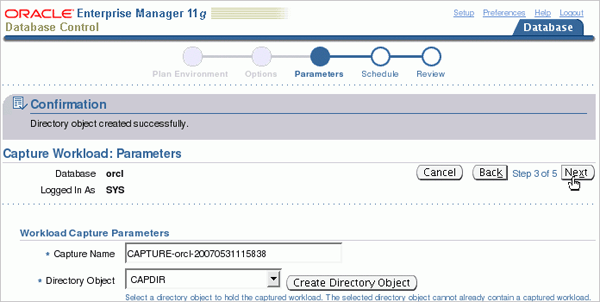 ORACLE Enterprise Manager 11g
Database Control
Setup Preferences Help Logout
Database
Plan Environment Options Parameters Schedule Review
Confirmation
Directory object created successfully.
Capture Workload: Parameters
Database orcl
Logged In As SYS
Cancel Back Step 3 of 5 Next
Workload Capture Parameters
* Capture Name CAPTURE-orcl-20070531115838
* Directory Object CAPDIR Create Directory Object
Select a directory object to hold the captured workload. The selected directory object cannot already contain a captured workload.